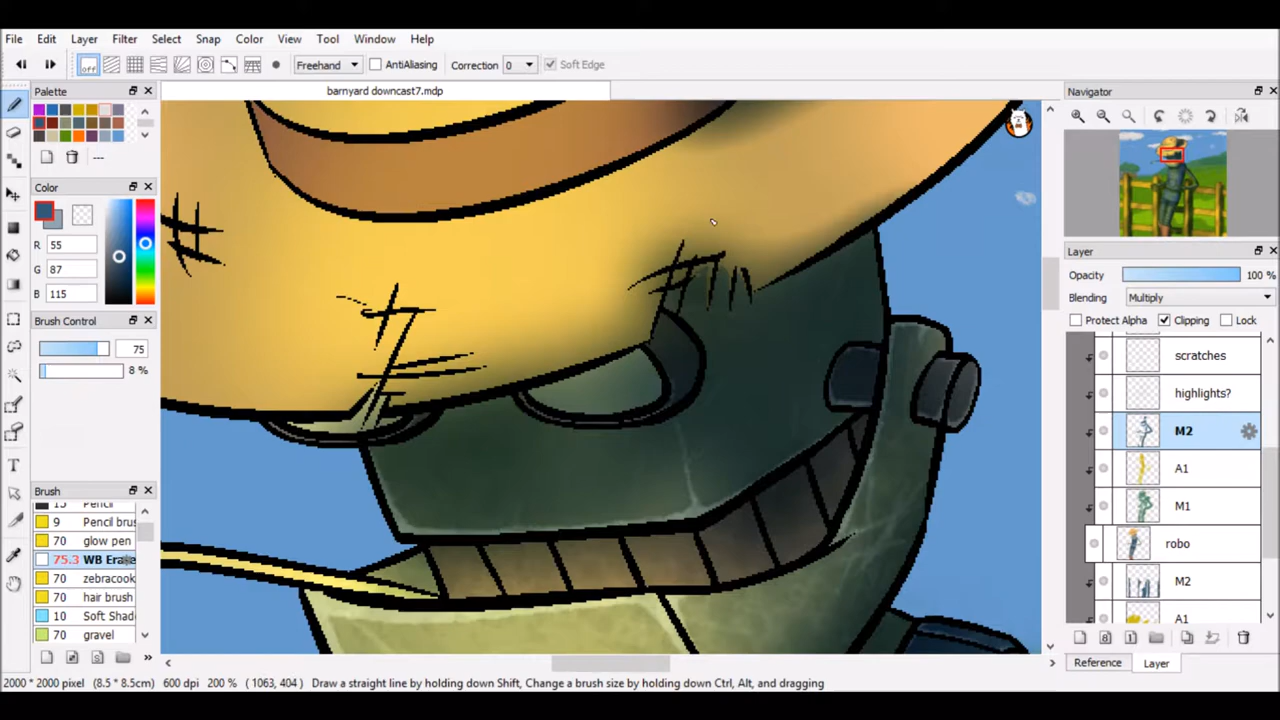 File Edit Layer Filter Select Snap Color View Tool Window Help
off Freehand AntiAliasing Correction 0 Soft Edge
Palette
barnyard downcast7.mdp
Navigator
---
Color
R 55
G 87
B 115
Brush Control
75
8 %
Brush
15 Pencil
9 Pencil brus
70 glow pen
75.3 WB Erase
70 zebracook
70 hair brush
10 Soft Shad
70 gravel
Layer
Opacity 100 %
Blending Multiply
Protect Alpha Clipping Lock
scratches
highlights?
M2
A1
M1
robo
M2
A1
Reference Layer
2000 * 2000 pixel (8.5 * 8.5cm) 600 dpi 200 % ( 1063, 404 ) Draw a straight line by holding down Shift, Change a brush size by holding down Ctrl, Alt, and dragging